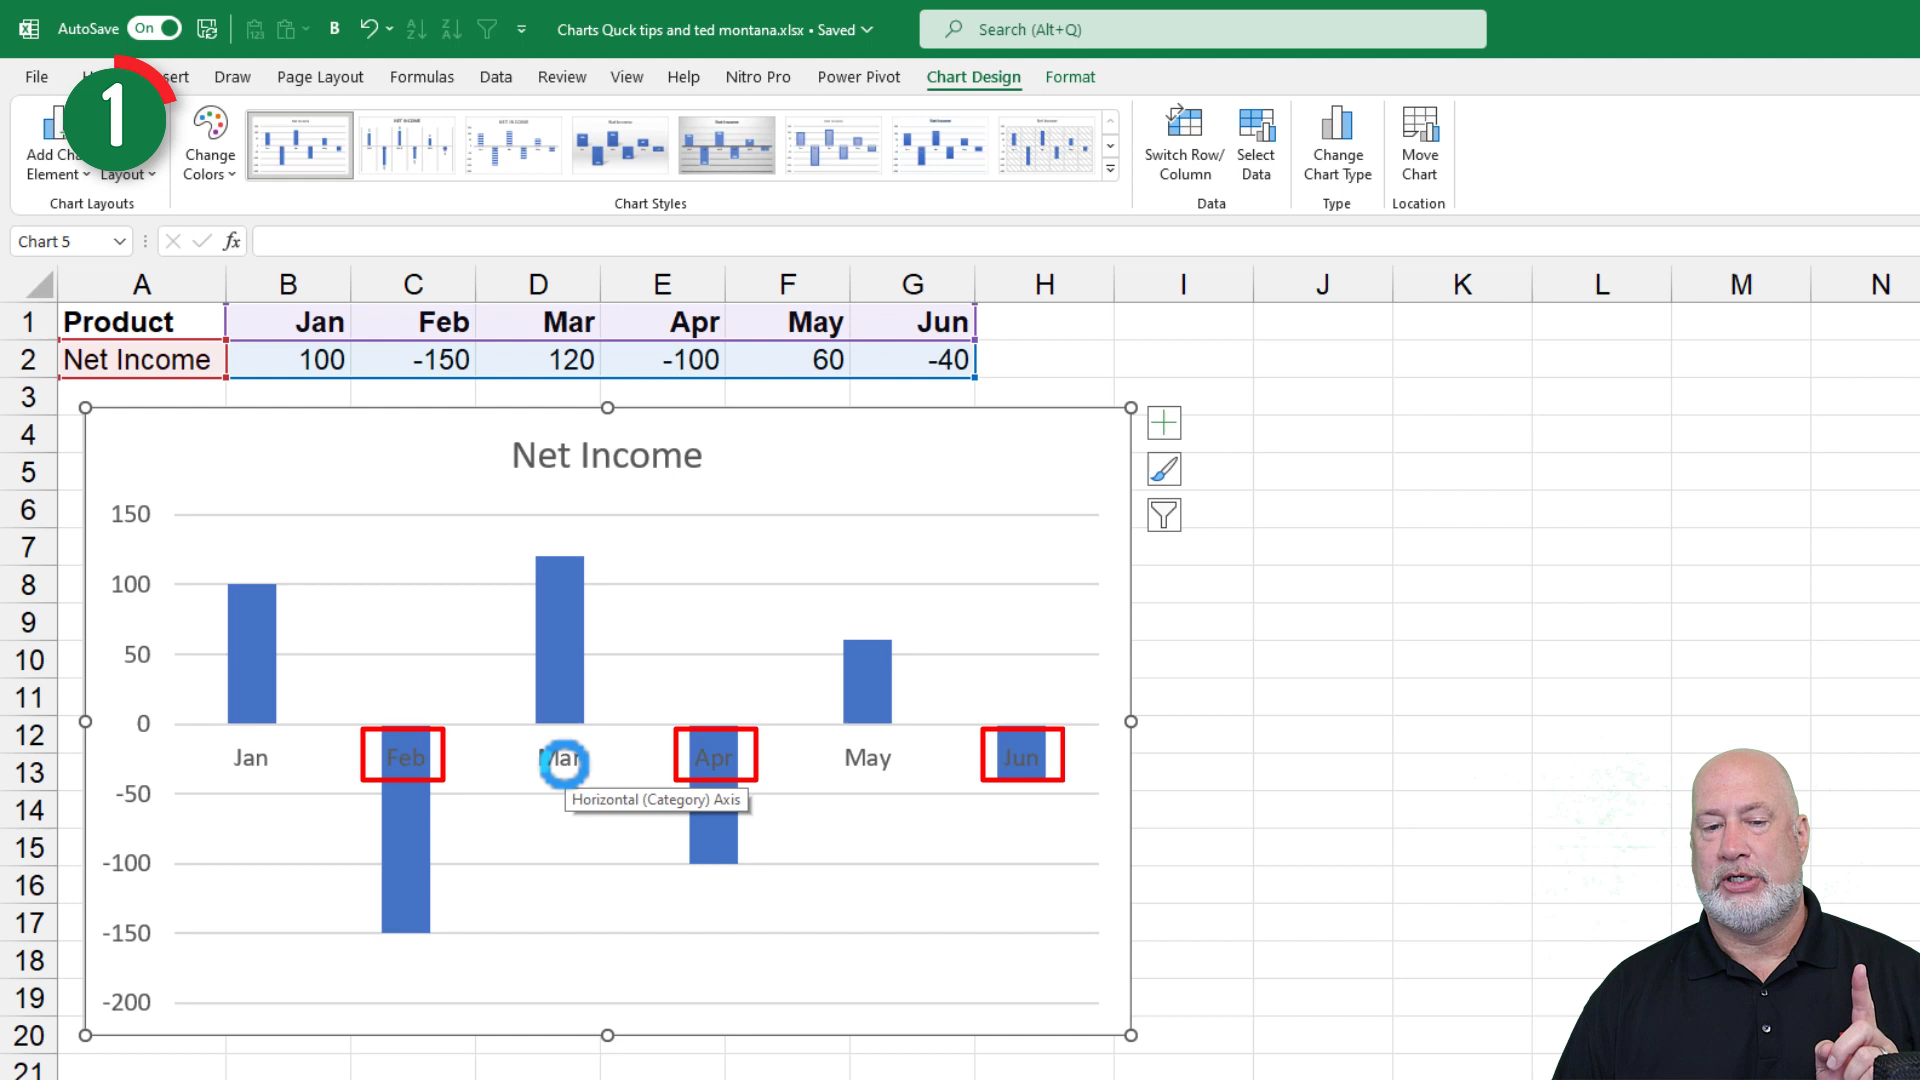 AutoSave On
123
B
Charts Quck tips and ted montana.xlsx • Saved
Search (Alt+Q)
File
Draw Page Layout Formulas Data Review View Help Nitro Pro Power Pivot Chart Design Format
1
Add
Element
Layout
Chart Layouts
Change
Colors
Chart Styles
Switch Row/
Column
Select
Data
Data
Change
Chart Type
Type
Move
Chart
Location
Chart 5
fx
A B C D E F G H I J K L M N
1 Product Jan Feb Mar Apr May Jun
2 Net Income 100 -150 120 -100 60 -40
3
4
5
6
7
8
9
10
11
12
13
14
15
16
17
18
19
20
21
Net Income
150
100
50
0
Jan Feb Mar Apr May Jun
Horizontal (Category) Axis
-50
-100
-150
-200